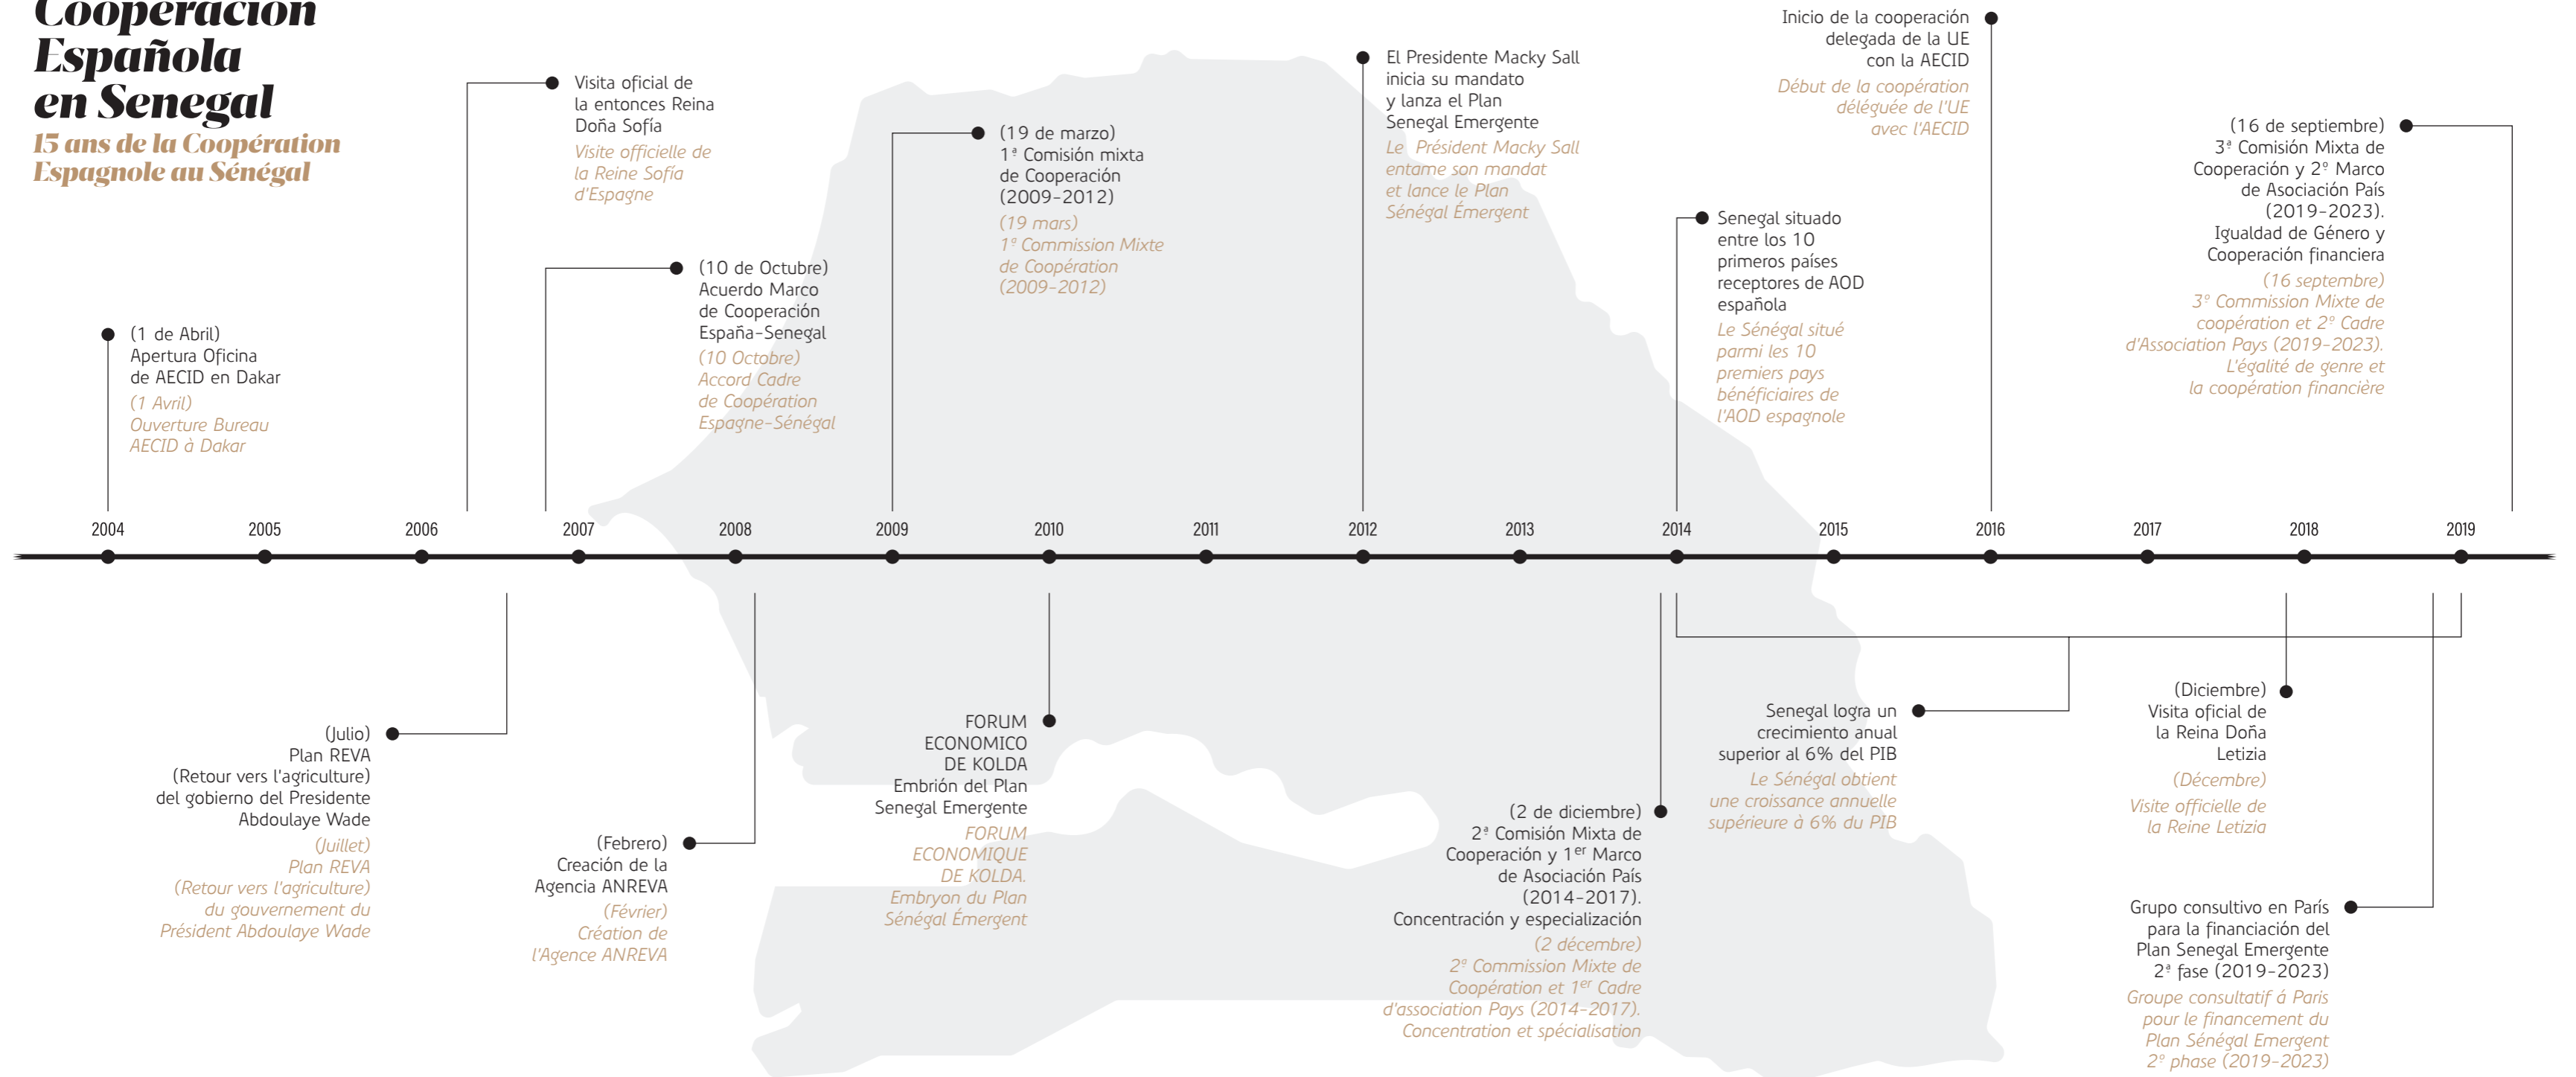 Cooperación
Española
en Senegal
15 ans de la Coopération
Espagnole au Sénégal
(1 de Abril)
Apertura Oficina
de AECID en Dakar
(1 Avril)
Ouverture Bureau
AECID à Dakar
Visita oficial de
la entonces Reina
Doña Sofía
Visite officielle de
la Reine Sofía
d'Espagne
(10 de Octubre)
Acuerdo Marco
de Cooperación
España-Senegal
(10 Octobre)
Accord Cadre
de Coopération
Espagne-Sénégal
(19 de marzo)
1ª Comisión mixta
de Cooperación
(2009-2012)
(19 mars)
1ª Commission Mixte
de Coopération
(2009-2012)
El Presidente Macky Sall
inicia su mandato
y lanza el Plan
Senegal Emergente
Le Président Macky Sall
entame son mandat
et lance le Plan
Sénégal Émergent
Senegal situado
entre los 10
primeros países
receptores de AOD
española
Le Sénégal situé
parmi les 10
premiers pays
bénéficiaires de
l'AOD espagnole
Inicio de la cooperación
delegada de la UE
con la AECID
Début de la coopération
déléguée de l'UE
avec l'AECID
(16 de septiembre)
3ª Comisión Mixta de
Cooperación y 2º Marco
de Asociación País
(2019-2023).
Igualdad de Género y
Cooperación financiera
(16 septembre)
3º Commission Mixte de
coopération et 2º Cadre
d'Association Pays (2019-2023).
L'égalité de genre et
la coopération financière
2004 2005 2006 2007 2008 2009 2010 2011 2012 2013 2014 2015 2016 2017 2018 2019
(Julio)
Plan REVA
(Retour vers l'agriculture)
del gobierno del Presidente
Abdoulaye Wade
(Juillet)
Plan REVA
(Retour vers l'agriculture)
du gouvernement du
Président Abdoulaye Wade
(Febrero)
Creación de la
Agencia ANREVA
(Février)
Création de
l'Agence ANREVA
FORUM
ECONOMICO
DE KOLDA
Embrión del Plan
Senegal Emergente
FORUM
ECONOMIQUE
DE KOLDA.
Embryon du Plan
Sénégal Émergent
(2 de diciembre)
2ª Comisión Mixta de
Cooperación y 1er Marco
de Asociación País
(2014-2017).
Concentración y especialización
(2 décembre)
2ª Commission Mixte de
Coopération et 1er Cadre
d'association Pays (2014-2017).
Concentration et spécialisation
Senegal logra un
crecimiento anual
superior al 6% del PIB
Le Sénégal obtient
une croissance annuelle
supérieure à 6% du PIB
(Diciembre)
Visita oficial de
la Reina Doña
Letizia
(Décembre)
Visite officielle de
la Reine Letizia
Grupo consultivo en París
para la financiación del
Plan Senegal Emergente
2ª fase (2019-2023)
Groupe consultatif á Paris
pour le financement du
Plan Sénégal Emergent
2º phase (2019-2023)